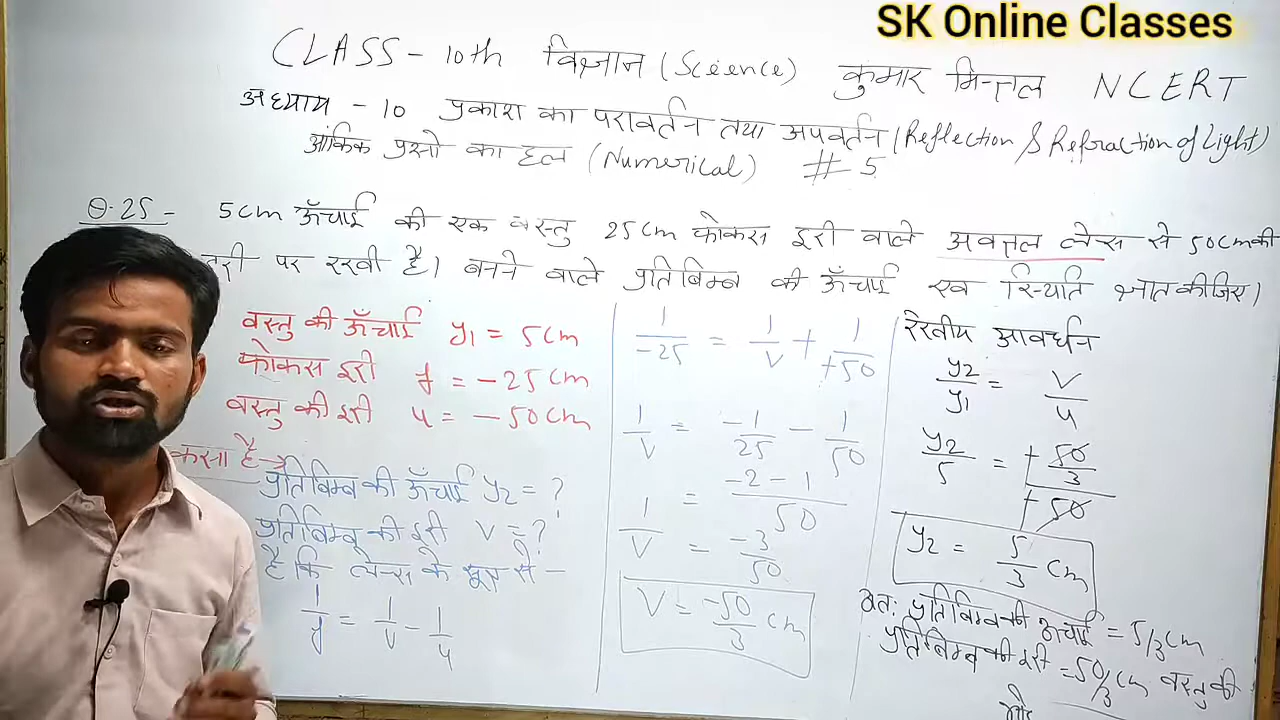 SK Online Classes
CLASS - 10th विज्ञान (Science) कुमार मित्तल NCERT
अध्याय - 10 प्रकाश का परावर्तन तथा अपवर्तन (Reflection & Refraction of Light)
आंकिक प्रश्नो का हल (Numerical) # 5
Q.25 - 5cm ऊँचाई की एक वस्तु 25cm फोकस दूरी वाले अवतल लेन्स से 50cm की
दूरी पर रखी है। बनने वाले प्रतिबिम्ब की ऊँचाई एव स्थिति ज्ञात कीजिए।
वस्तु की ऊँचाई y₁ = 5cm
फोकस दूरी f = -25cm
वस्तु की दूरी u = -50cm
करना है →
प्रतिबिम्ब की ऊँचाई y₂ = ?
प्रतिबिम्ब की दूरी v = ?
है कि लेन्स के सूत्र से -
1/f = 1/v - 1/u
1/-25 = 1/v + 1/+50
1/v = -1/25 - 1/50
1/v = -2-1/50
= -3/50
V = -50/3 cm
रेखीय आवर्धन
y₂/y₁ = v/u
y₂/5 = +50/3/+50
y₂ = 5/3 cm
अतः प्रतिबिम्ब की ऊचाई = 5/3 cm
प्रतिबिम्ब की दूरी = 50/3 cm वस्तु की
ओर